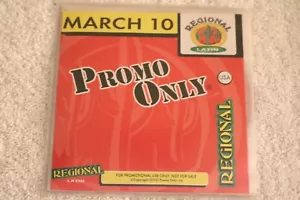 MARCH 10
REGIONAL
LATIN
PROMO
ONLY
USA
REGIONAL
REGIONAL
LATIN
FOR PROMOTIONAL USE ONLY. NOT FOR SALE